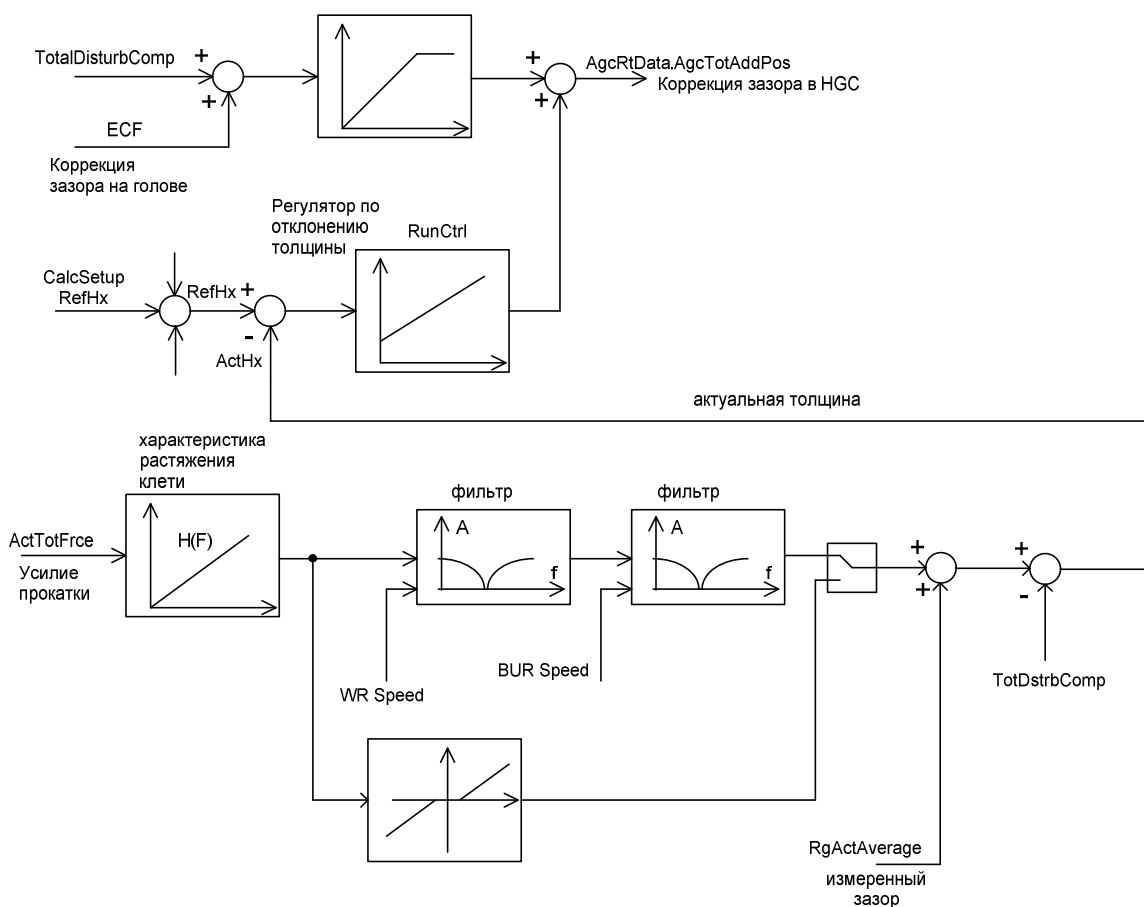 TotalDisturbComp
+
+
ECF
Коррекция
зазора на голове
+
+
AgcRtData.AgcTotAddPos
Коррекция зазора в HGC
Регулятор по
отклонению
толщины
RunCtrl
CalcSetup
RefHx
RefHx
+
-
ActHx
актуальная толщина
характеристика
растяжения
клети
ActTotFrce
Усилие
прокатки
H(F)
фильтр
A
f
WR Speed
фильтр
A
f
BUR Speed
+
+
+
-
TotDstrbComp
RgActAverage
измеренный
зазор